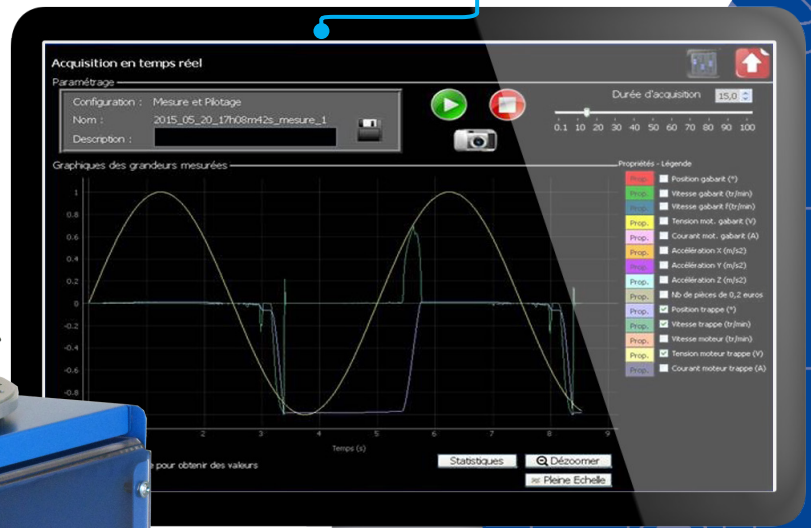 Acquisition en temps réel
Paramétrage
Configuration : Mesure et Pilotage
Nom : 2015_05_20_17h08m42s_mesure_1
Description :
Durée d'acquisition 15,0
0.1 10 20 30 40 50 60 70 80 90 100
Graphiques des grandeurs mesurées
Propriétés - Légende
Prop. Position gabarit (°)
Prop. Vitesse gabarit (tr/min)
Prop. Vitesse gabarit f(tr/min)
Prop. Tension mot. gabarit (V)
Prop. Courant mot. gabarit (A)
Prop. Accélération X (m/s2)
Prop. Accélération Y (m/s2)
Prop. Accélération Z (m/s2)
Prop. Nb de pièces de 0,2 euros
Prop. Position trappe (°)
Prop. Vitesse trappe (tr/min)
Prop. Vitesse moteur (tr/min)
Prop. Tension moteur trappe (V)
Prop. Courant moteur trappe (A)
1
0.8
0.6
0.4
0.2
0
-0.2
-0.4
-0.6
-0.8
2 3 4 5 6 7 8 9
Temps (s)
pour obtenir des valeurs
Statistiques
Dézoomer
Pleine Echelle